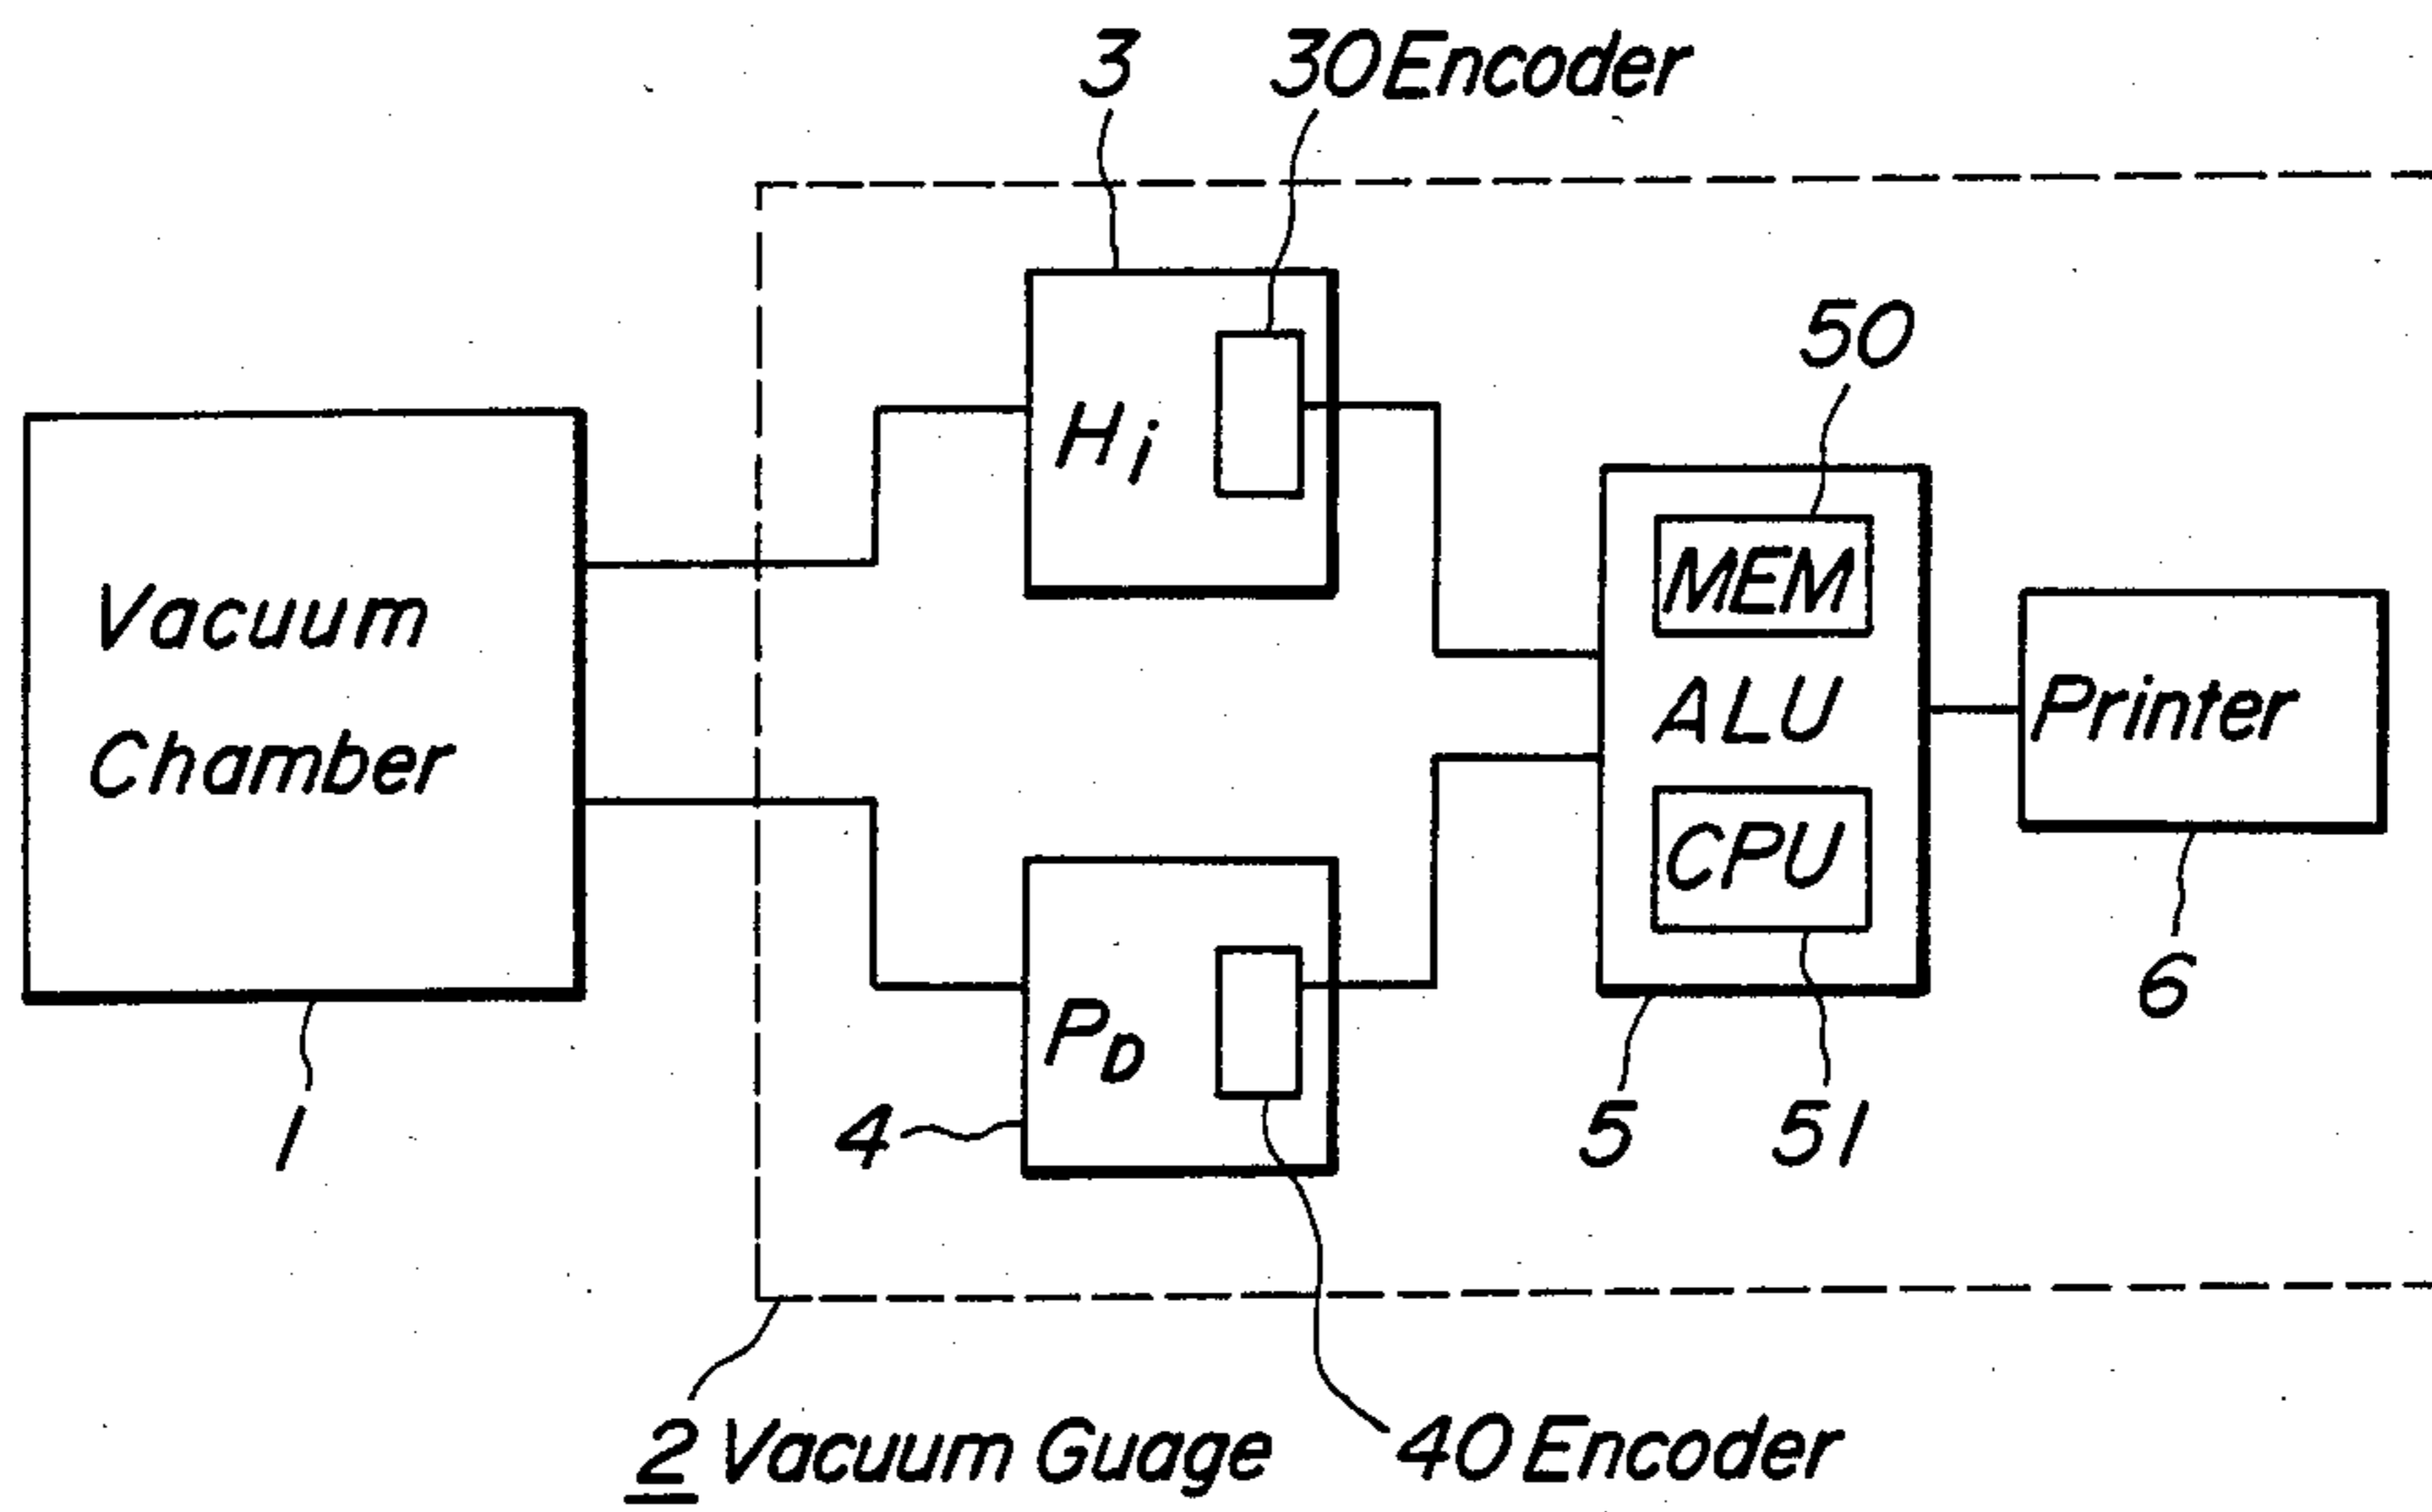 3
30 Encoder
50
Hi
MEM
Vacuum
Chamber
ALU
Printer
CPU
6
PD
4
1
5
51
2 Vacuum Guage
40 Encoder